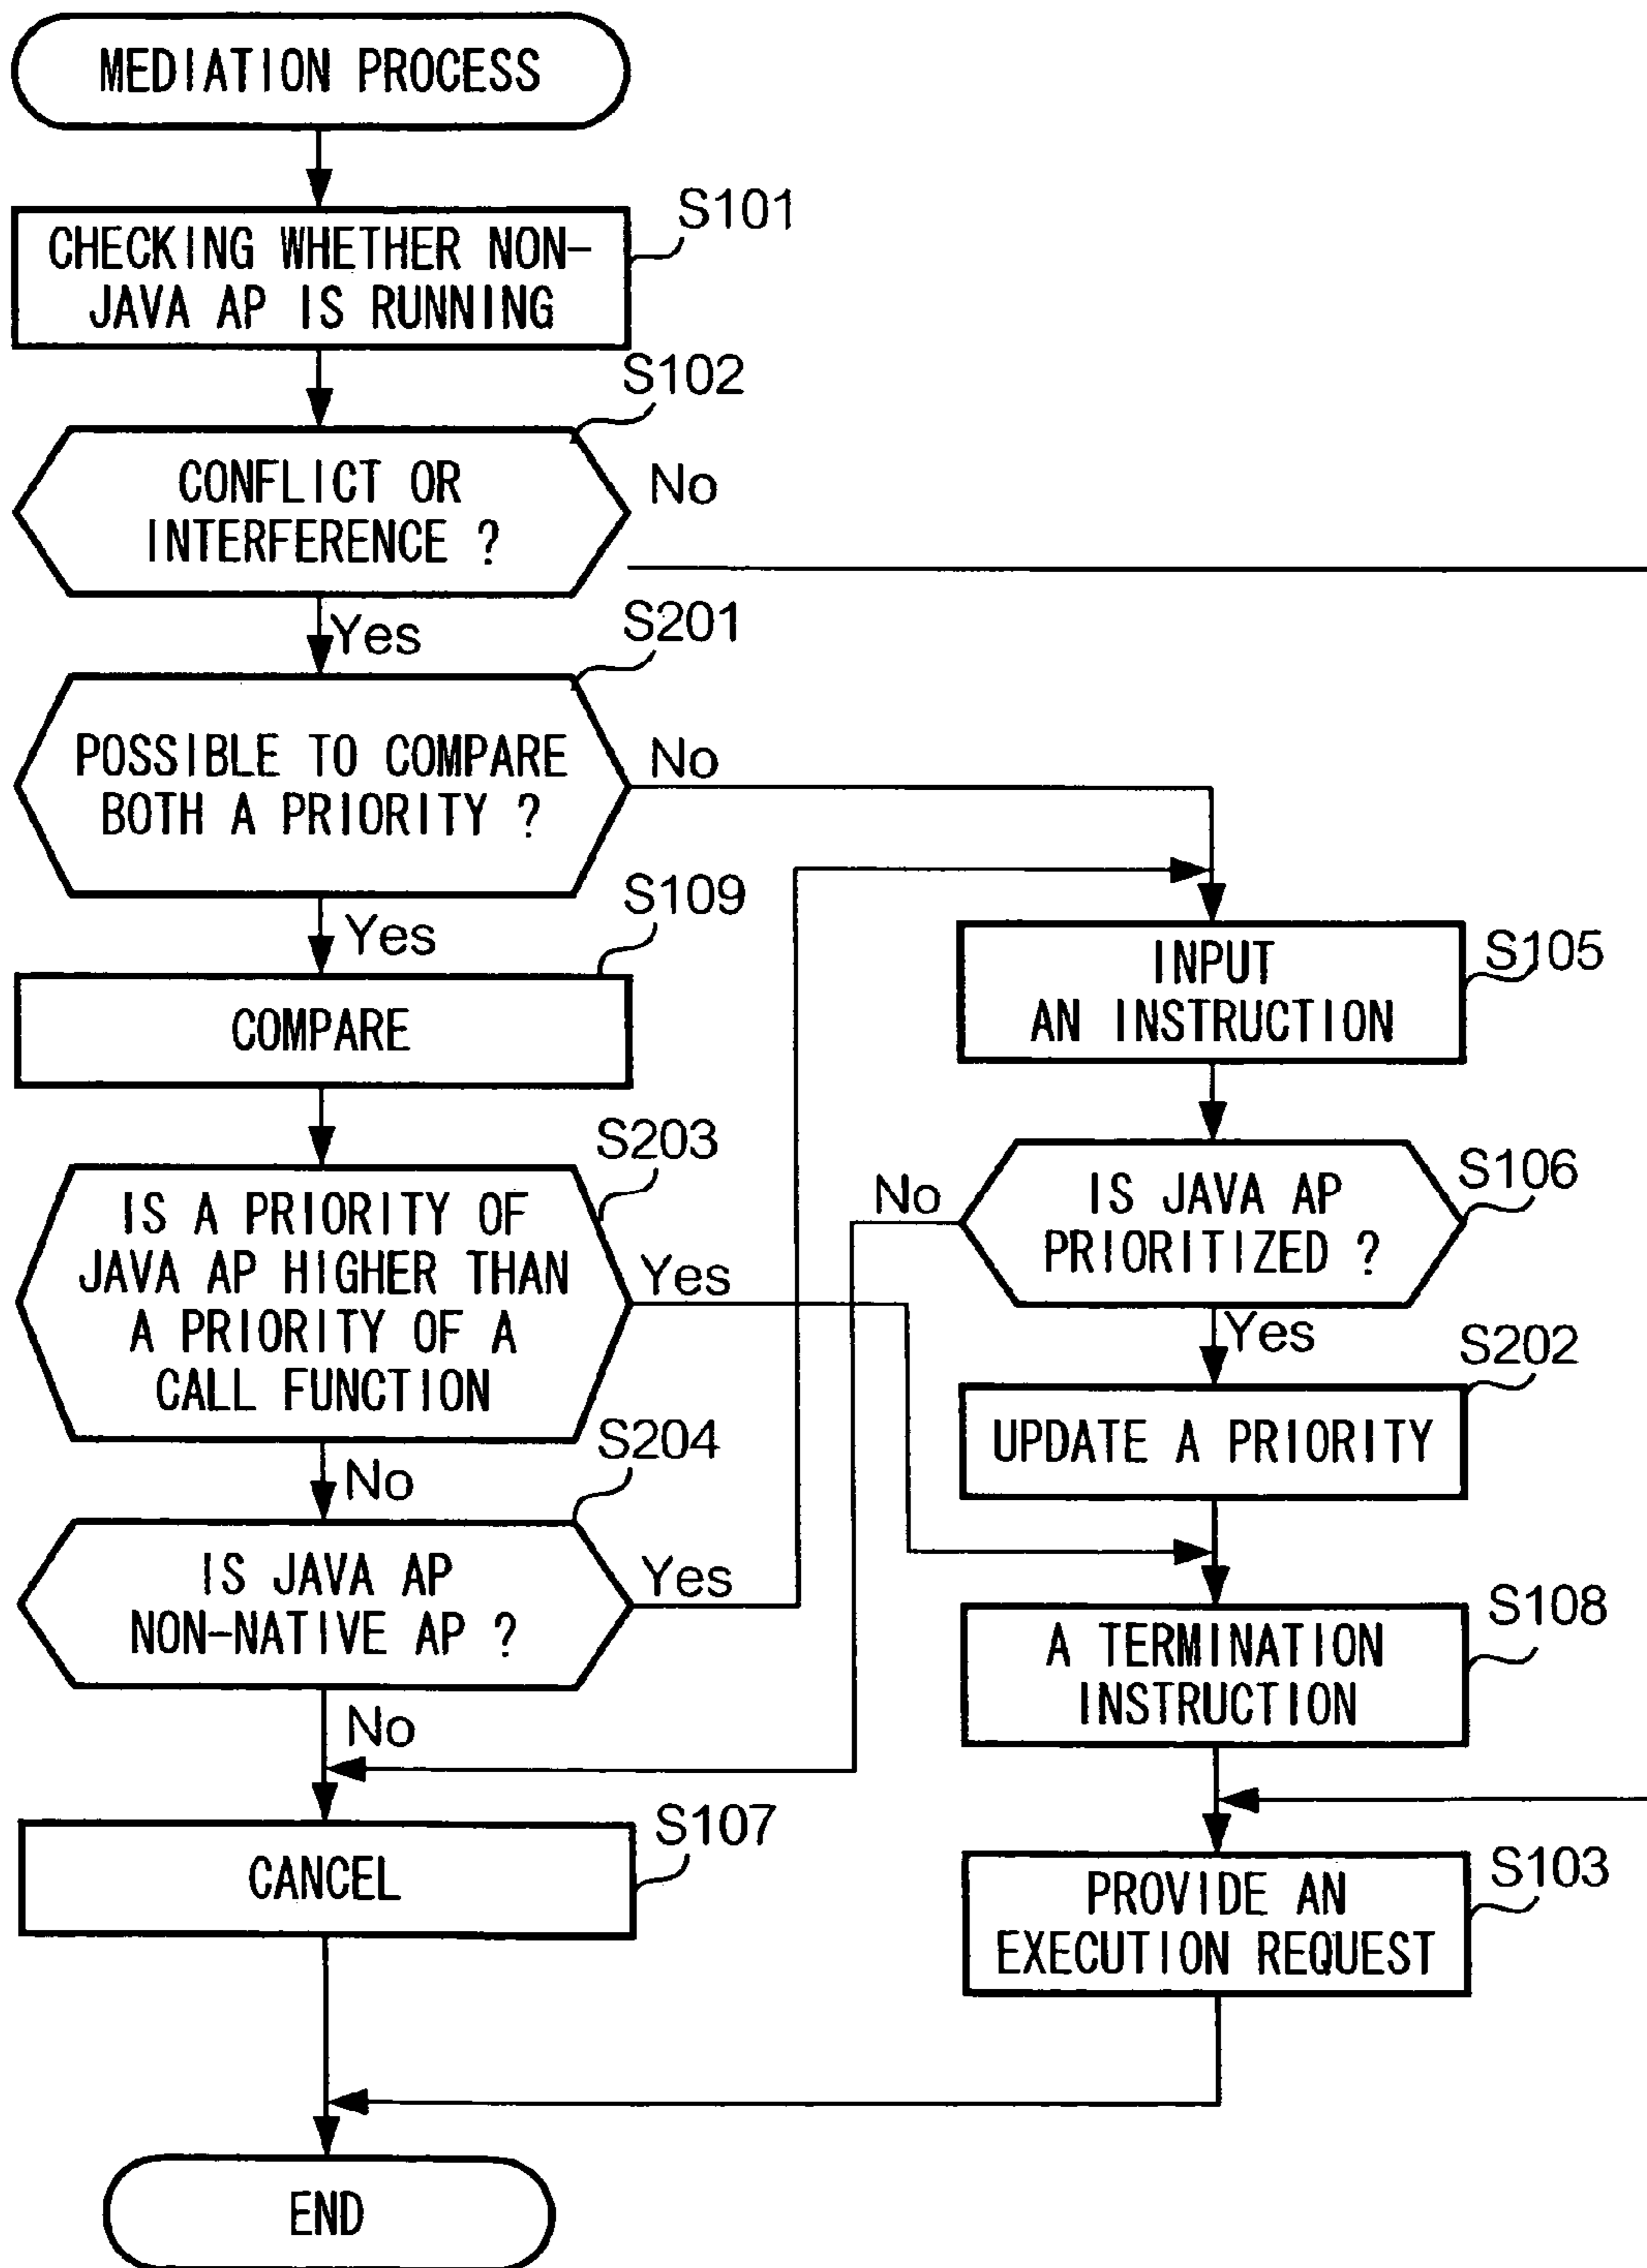 MEDIATION PROCESS
S101
CHECKING WHETHER NON-
JAVA AP IS RUNNING
S102
CONFLICT OR
INTERFERENCE ?
No
Yes
S201
POSSIBLE TO COMPARE
BOTH A PRIORITY ?
No
Yes
S109
COMPARE
S203
IS A PRIORITY OF
JAVA AP HIGHER THAN
A PRIORITY OF A
CALL FUNCTION
Yes
No
S204
IS JAVA AP
NON-NATIVE AP ?
Yes
No
S107
CANCEL
INPUT
AN INSTRUCTION
S105
IS JAVA AP
PRIORITIZED ?
S106
No
Yes
S202
UPDATE A PRIORITY
S108
A TERMINATION
INSTRUCTION
S103
PROVIDE AN
EXECUTION REQUEST
END